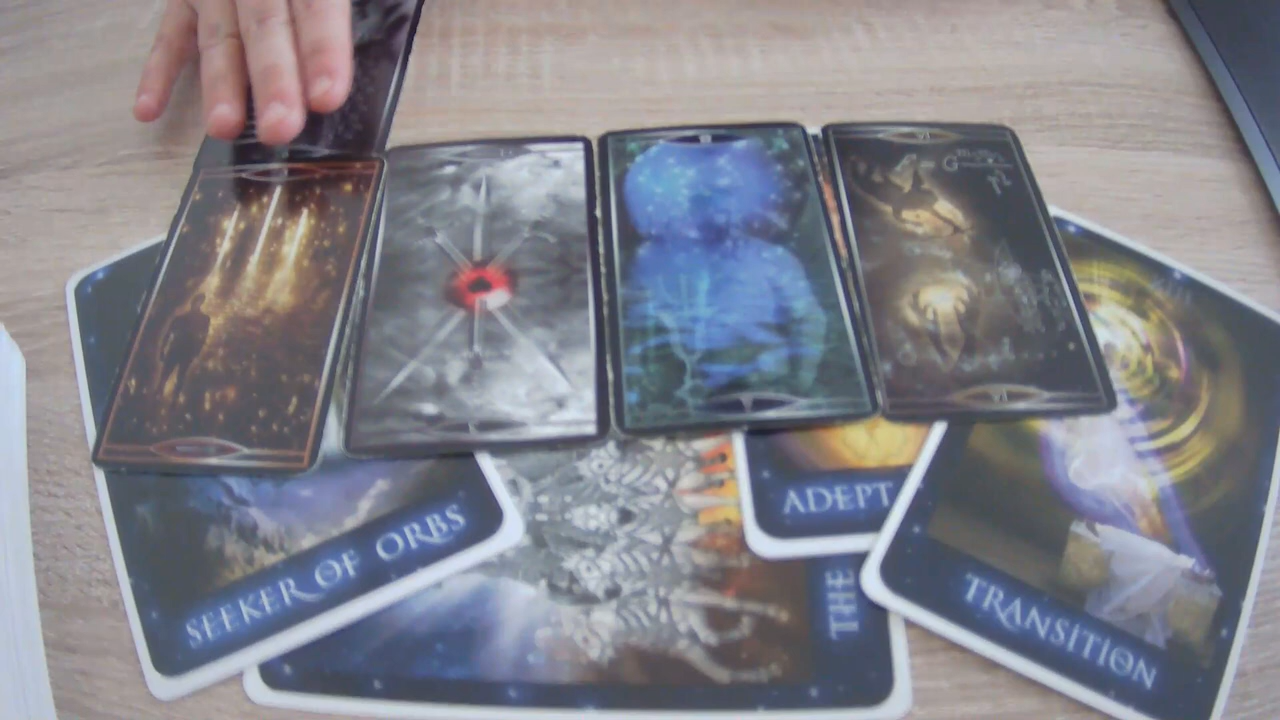 SEEKER OF ORBS
ADEPT
THE
TRANSITION